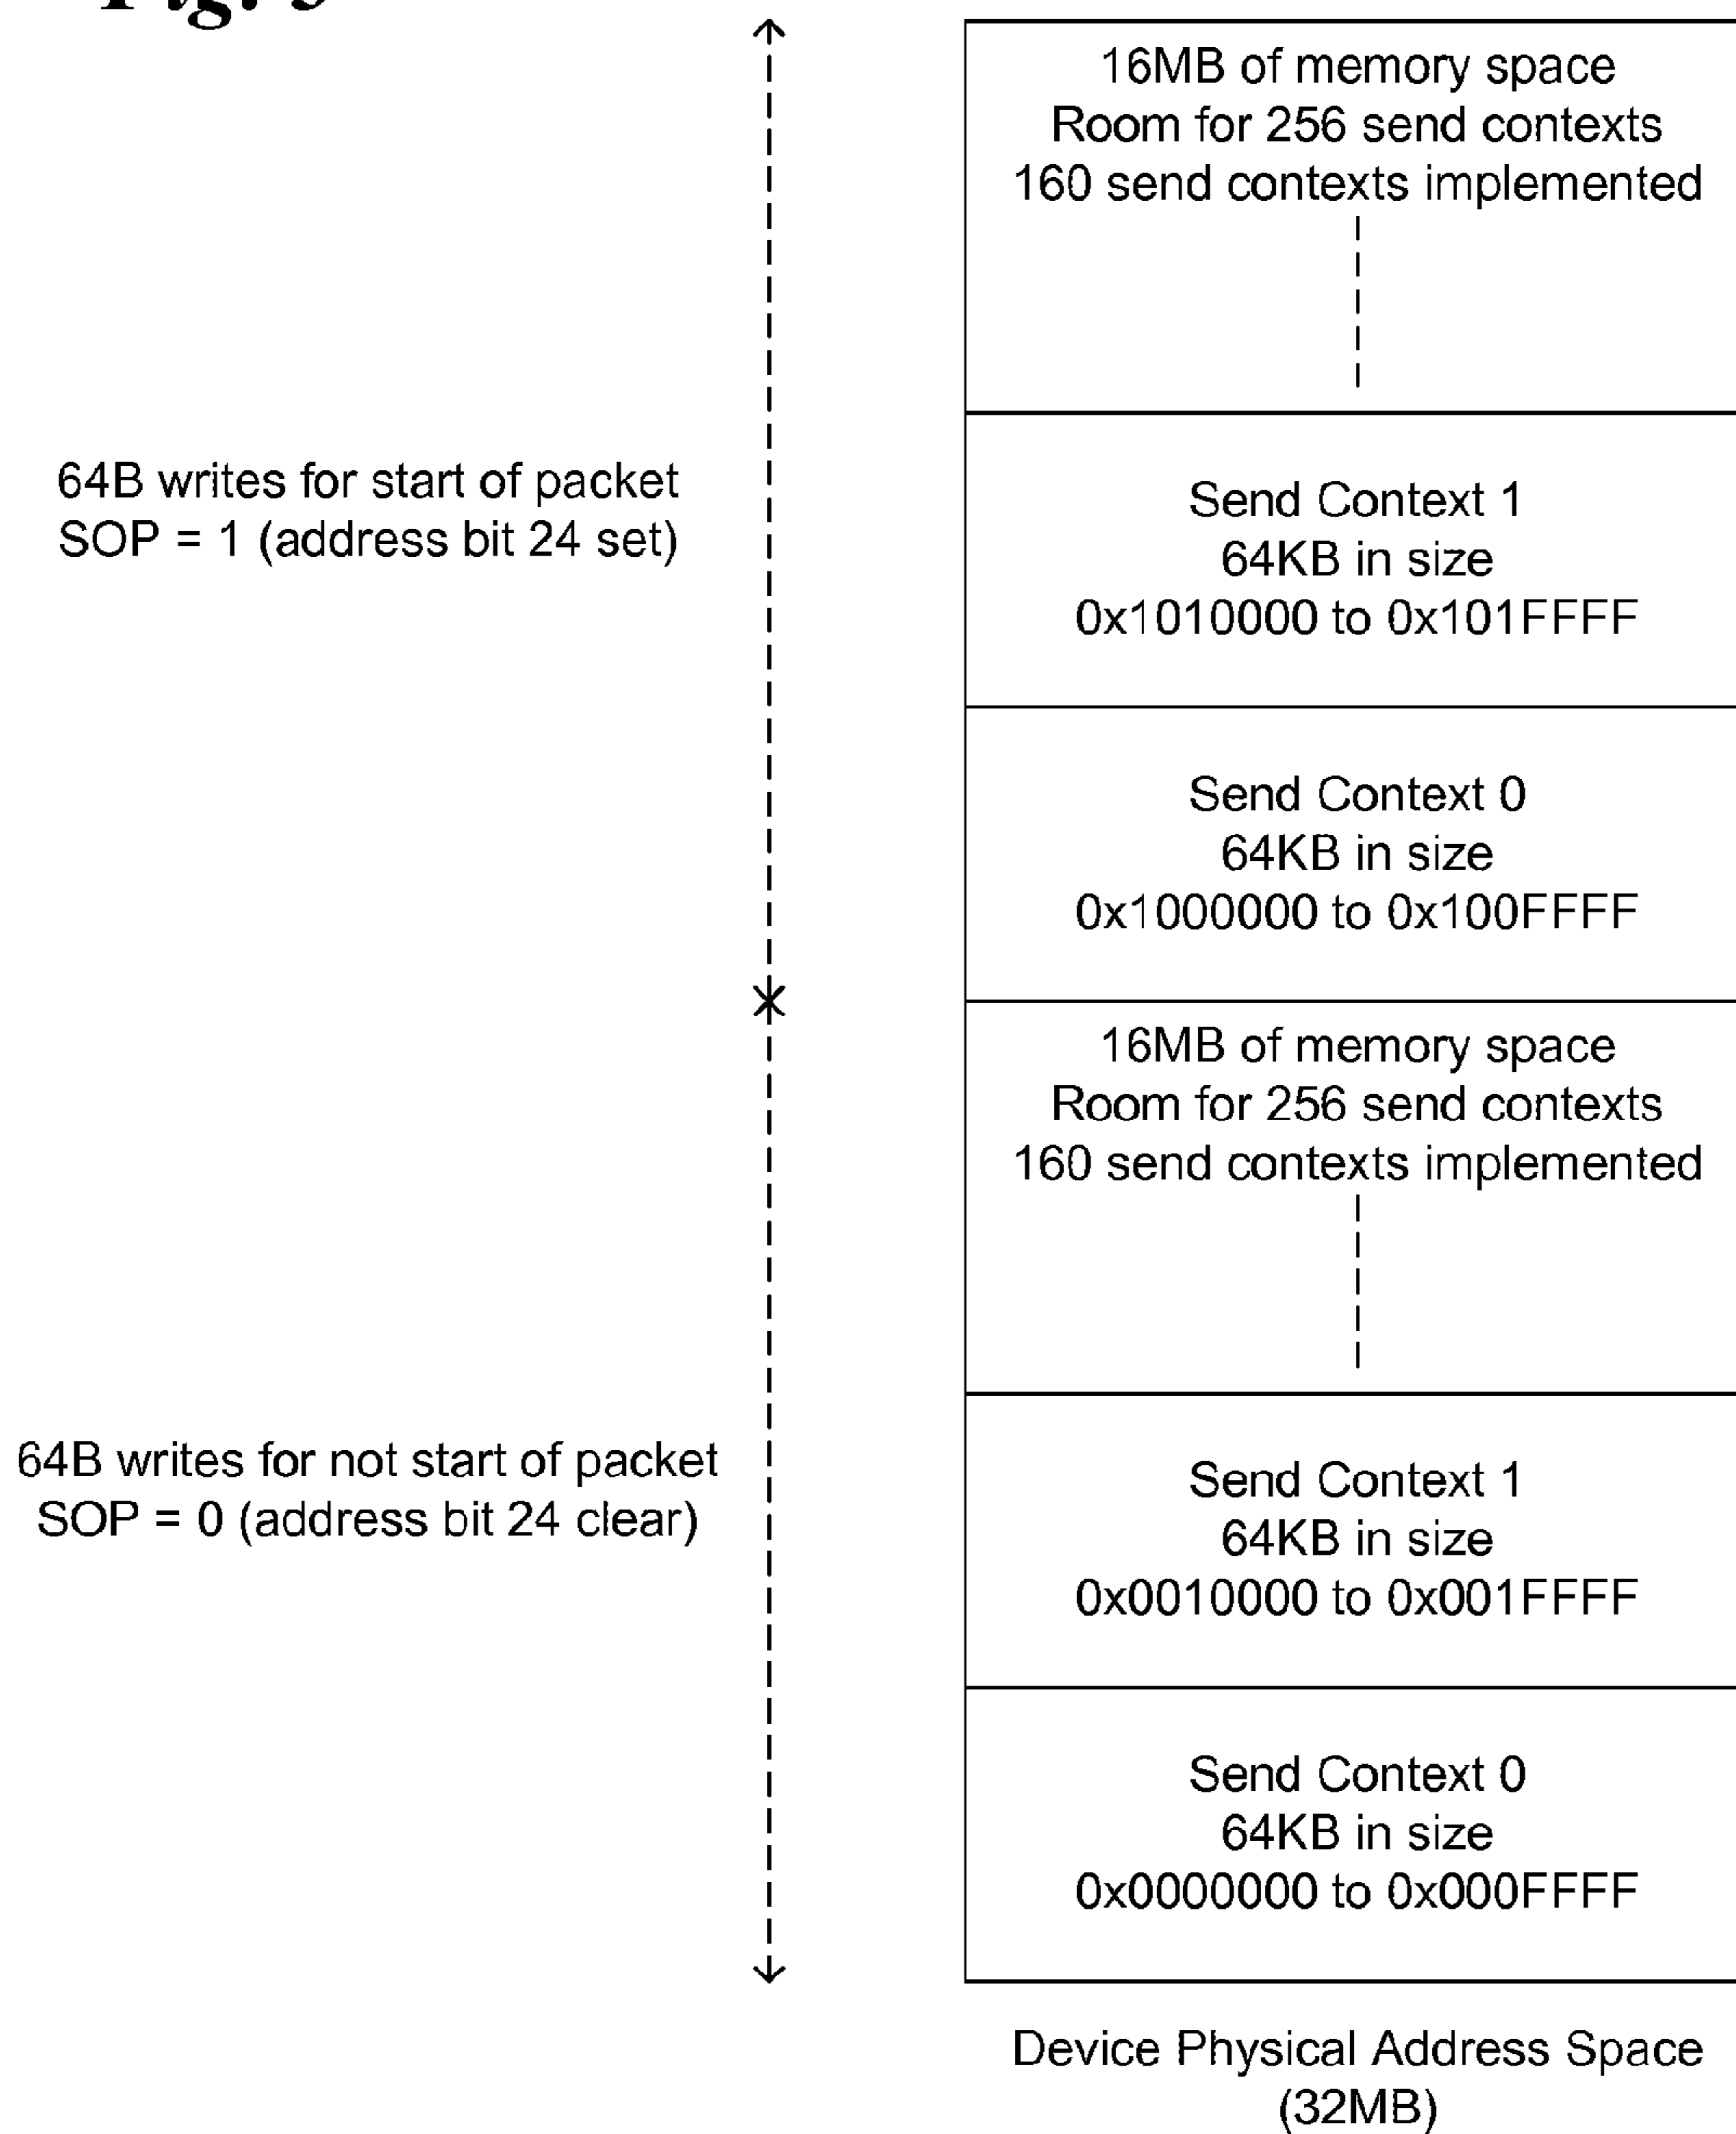 16MB of memory space
Room for 256 send contexts
160 send contexts implemented
64B writes for start of packet
SOP = 1 (address bit 24 set)
Send Context 1
64KB in size
0x1010000 to 0x101FFFF
Send Context 0
64KB in size
0x1000000 to 0x100FFFF
16MB of memory space
Room for 256 send contexts
160 send contexts implemented
64B writes for not start of packet
SOP = 0 (address bit 24 clear)
Send Context 1
64KB in size
0x0010000 to 0x001FFFF
Send Context 0
64KB in size
0x0000000 to 0x000FFFF
Device Physical Address Space
(32MB)